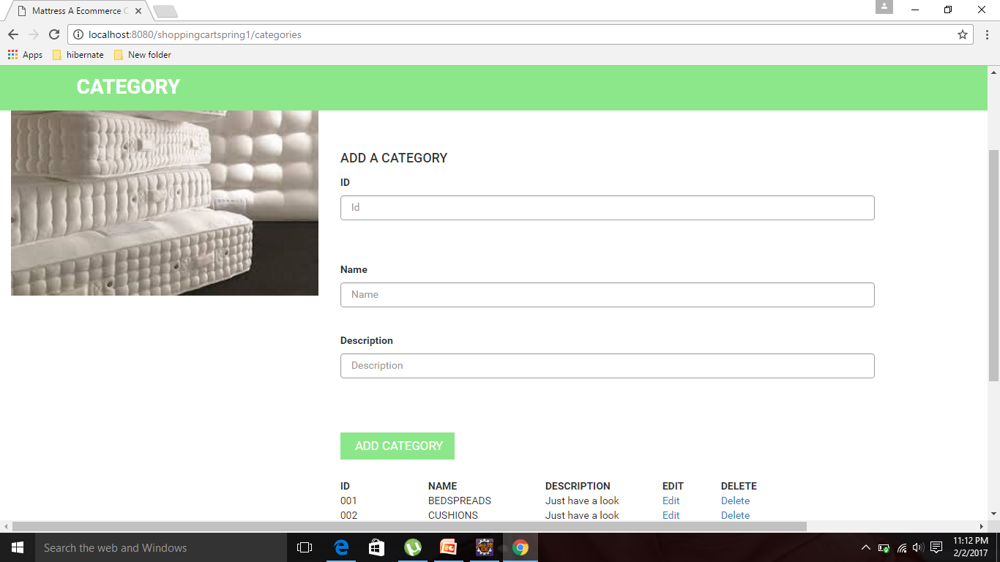 Mattress A Ecommerce C
localhost:8080/shoppingcartspring1/categories
Apps hibernate New folder
CATEGORY
ADD A CATEGORY
ID
Id
Name
Name
Description
Description
ADD CATEGORY
ID NAME DESCRIPTION EDIT DELETE
001 BEDSPREADS Just have a look Edit Delete
002 CUSHIONS Just have a look Edit Delete
Search the web and Windows
11:12 PM
2/2/2017